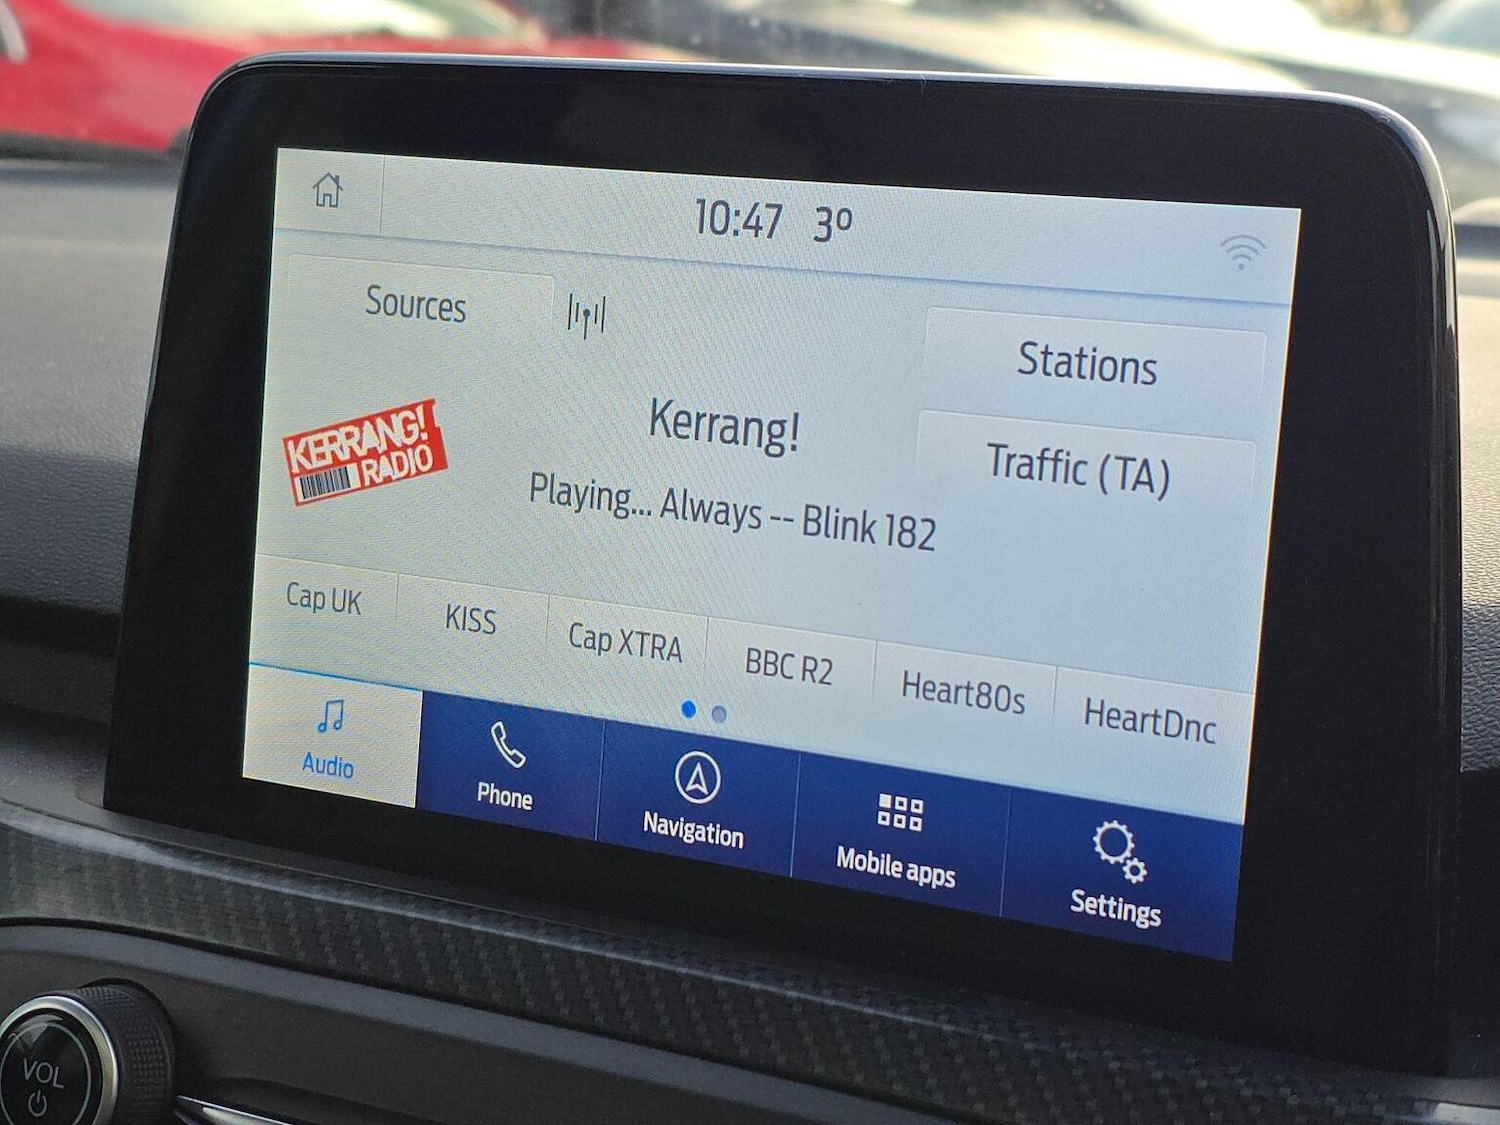 10:47 3º
Sources
Stations
KERRANG!
RADIO
Kerrang!
Traffic (TA)
Playing... Always -- Blink 182
Cap UK
KISS
Cap XTRA
BBC R2
Heart80s
HeartDnc
Audio
Phone
Navigation
Mobile apps
Settings
VOL